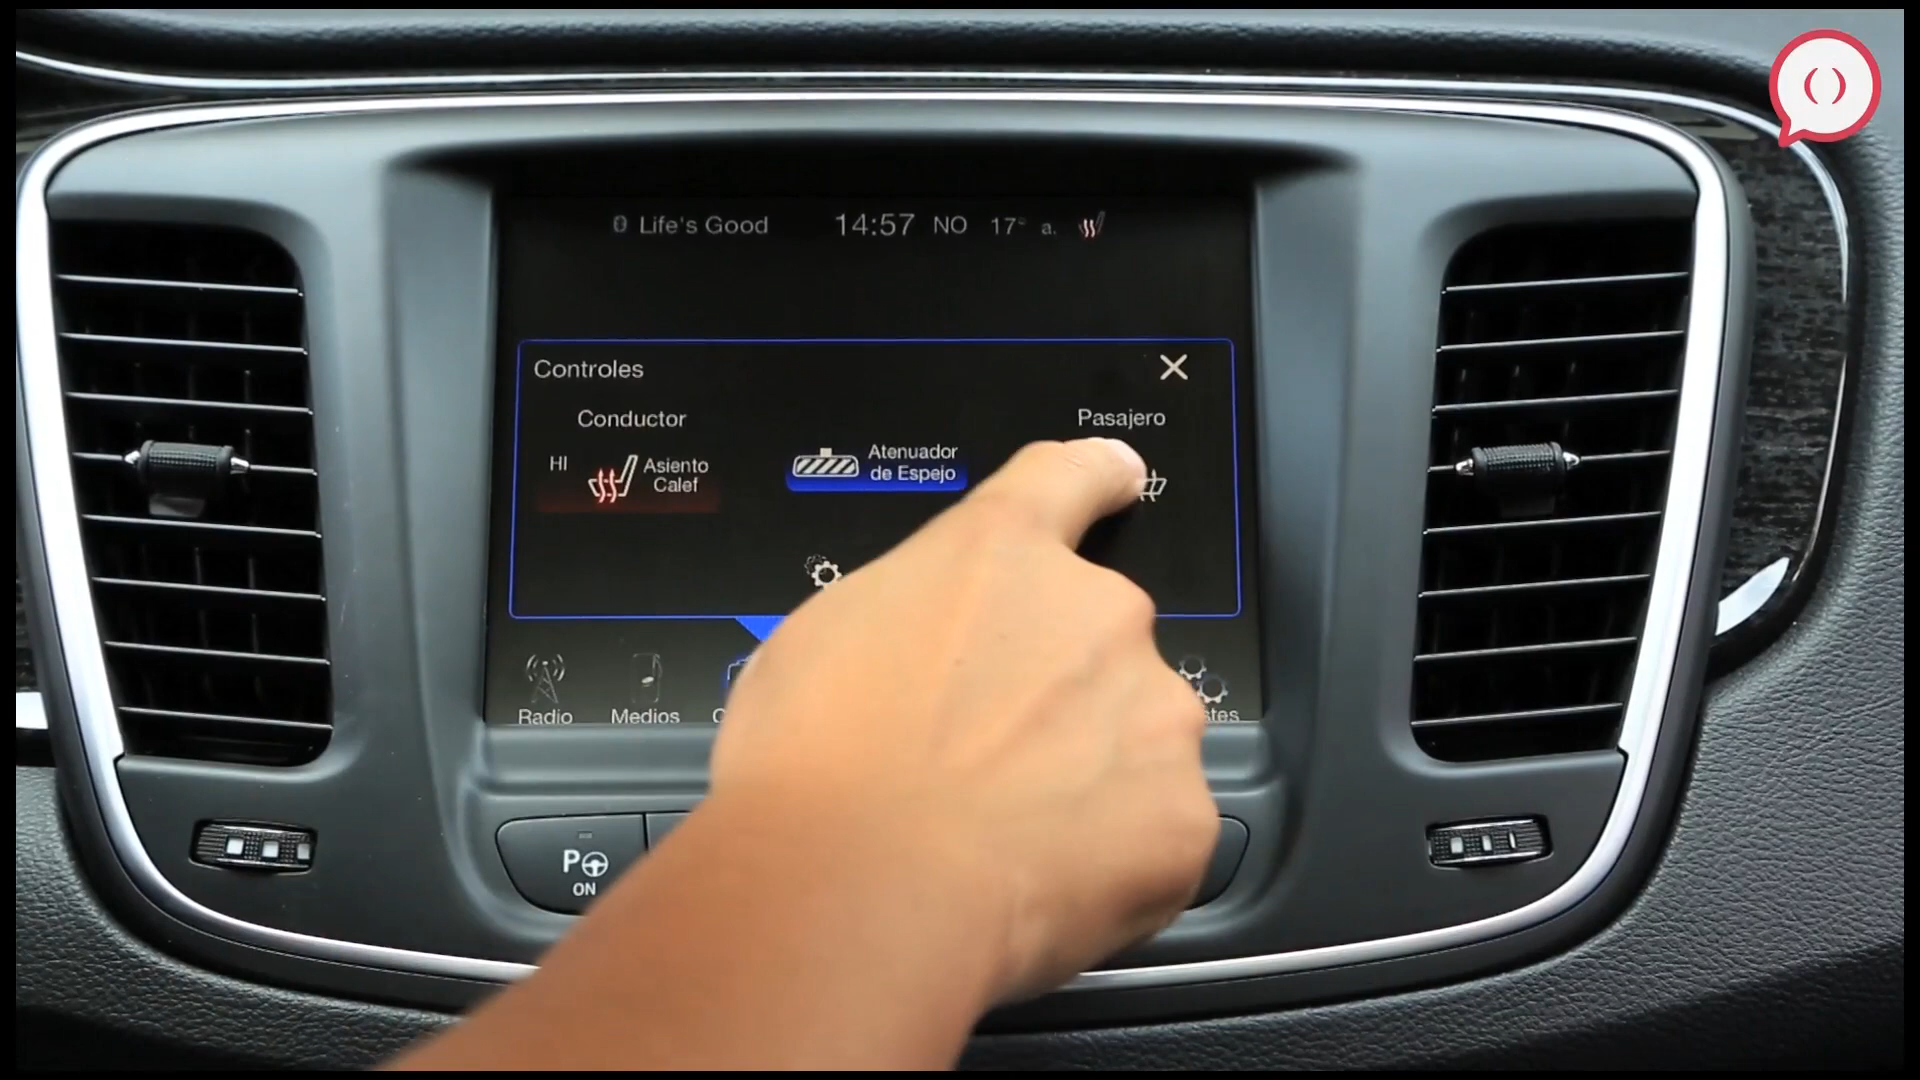 Life's Good 14:57 NO 17° a.
Controles
Conductor
Pasajero
HI
Asiento
Calef
Atenuador
de Espejo
Radio
Medios
P
ON